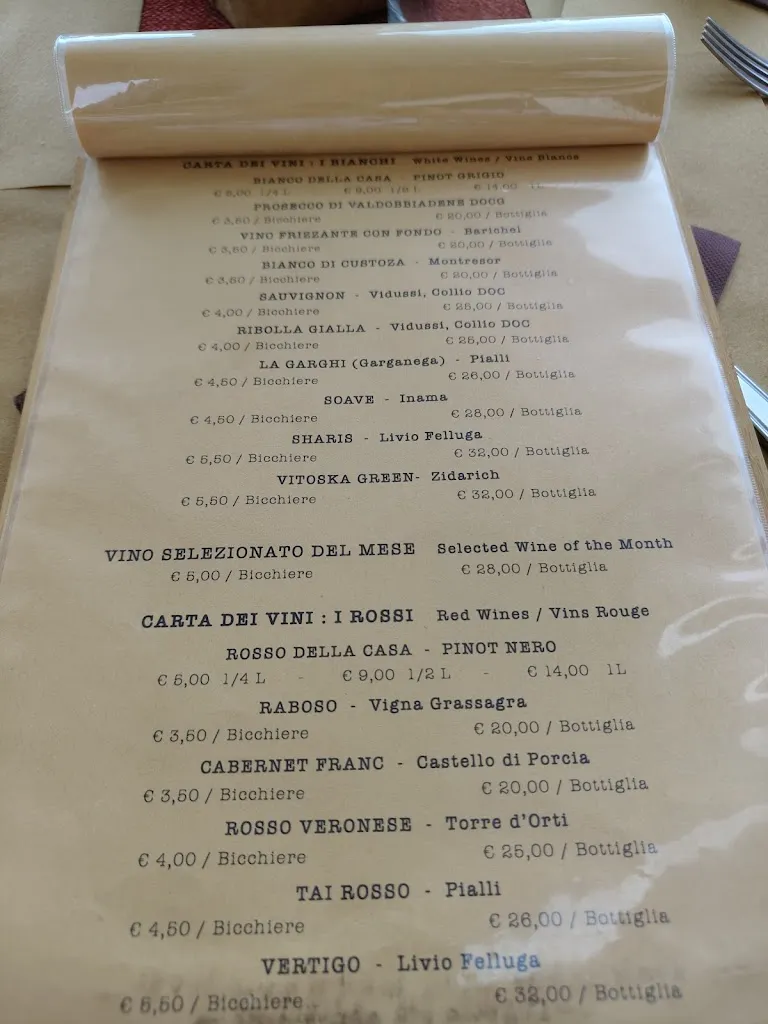 CARTA DEI VINI : I BIANCHI White Wines / Vins Blancs
BIANCO DELLA CASA - PINOT GRIGIO
€ 5,00 1/4 L € 9,00 1/2 L € 14,00 1L
PROSECCO DI VALDOBBIADENE DOCG
€ 3,50 / Bicchiere € 20,00 / Bottiglia
VINO FRIZZANTE CON FONDO - Barichel
€ 3,50 / Bicchiere € 20,00 / Bottiglia
BIANCO DI CUSTOZA - Montresor
€ 3,50 / Bicchiere € 20,00 / Bottiglia
SAUVIGNON - Vidussi, Collio DOC
€ 4,00 / Bicchiere € 25,00 / Bottiglia
RIBOLLA GIALLA - Vidussi, Collio DOC
€ 4,00 / Bicchiere € 25,00 / Bottiglia
LA GARGHI (Garganega) - Pialli
€ 4,50 / Bicchiere € 26,00 / Bottiglia
SOAVE - Inama
€ 4,50 / Bicchiere € 28,00 / Bottiglia
SHARIS - Livio Felluga
€ 5,50 / Bicchiere € 32,00 / Bottiglia
VITOSKA GREEN- Zidarich
€ 5,50 / Bicchiere € 32,00 / Bottiglia
VINO SELEZIONATO DEL MESE Selected Wine of the Month
€ 5,00 / Bicchiere € 28,00 / Bottiglia
CARTA DEI VINI : I ROSSI Red Wines / Vins Rouge
ROSSO DELLA CASA - PINOT NERO
€ 5,00 1/4 L - € 9,00 1/2 L - € 14,00 1L
RABOSO - Vigna Grassagra
€ 3,50 / Bicchiere € 20,00 / Bottiglia
CABERNET FRANC - Castello di Porcia
€ 3,50 / Bicchiere € 20,00 / Bottiglia
ROSSO VERONESE - Torre d'Orti
€ 4,00 / Bicchiere € 25,00 / Bottiglia
TAI ROSSO - Pialli
€ 4,50 / Bicchiere € 26,00 / Bottiglia
VERTIGO - Livio Felluga
€ 5,50 / Bicchiere € 32,00 / Bottiglia